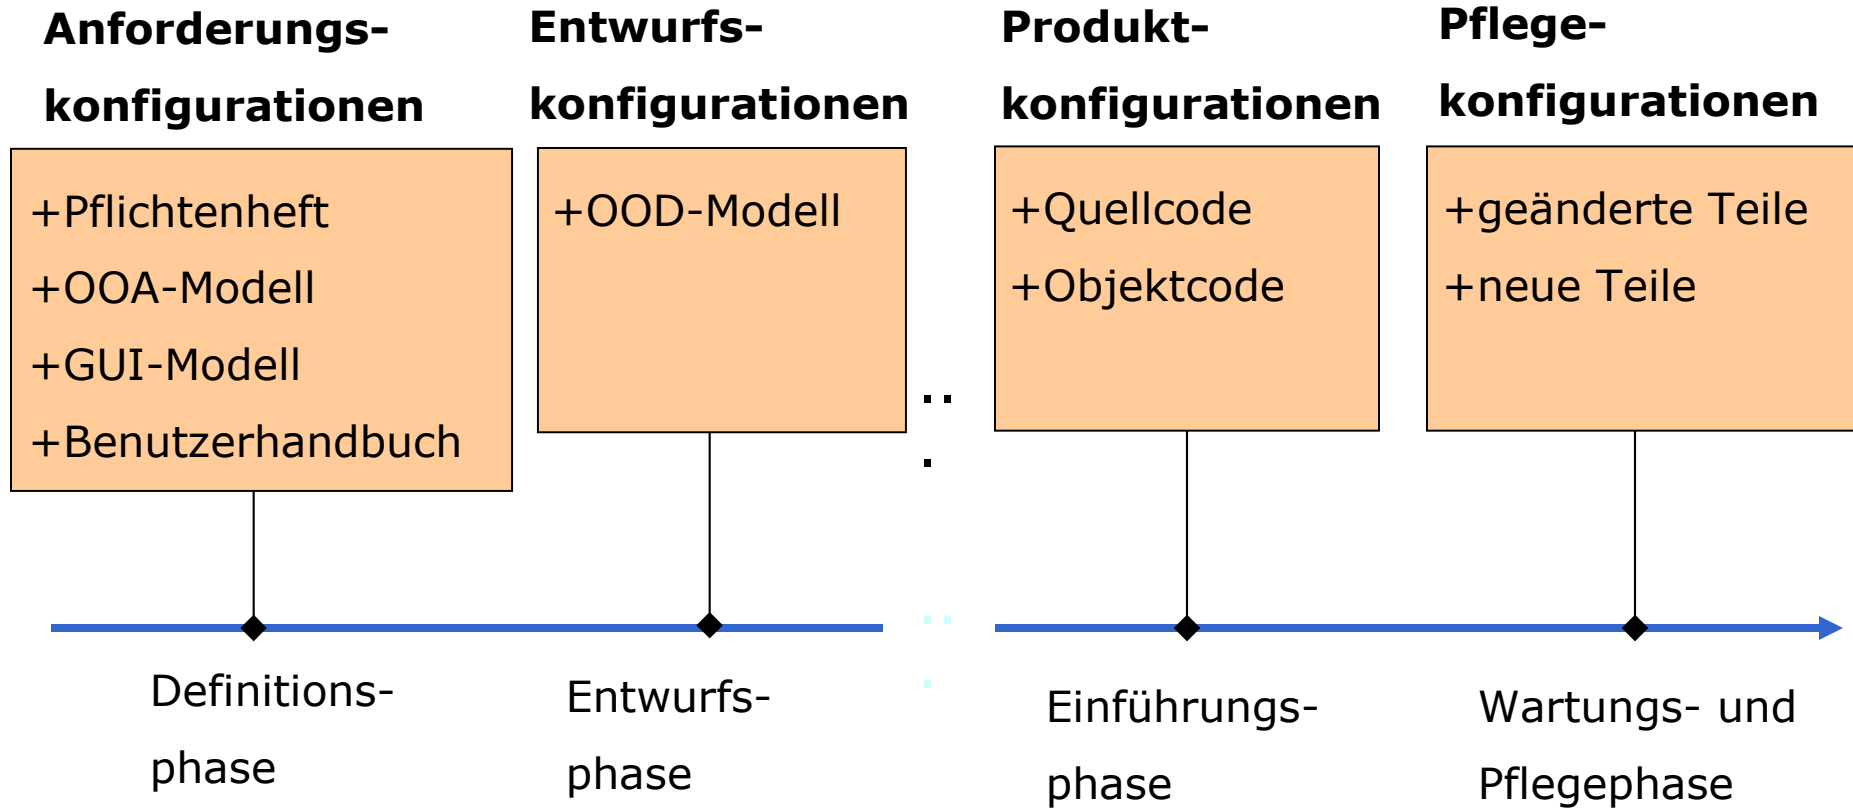 Anforderungs-
konfigurationen
+Pflichtenheft
+OOA-Modell
+GUI-Modell
+Benutzerhandbuch
Definitions-
phase
Entwurfs-
konfigurationen
+OOD-Modell
Entwurfs-
phase
..
.
..
.
Produkt-
konfigurationen
+Quellcode
+Objektcode
Einführungs-
phase
Pflege-
konfigurationen
+geänderte Teile
+neue Teile
Wartungs- und
Pflegephase